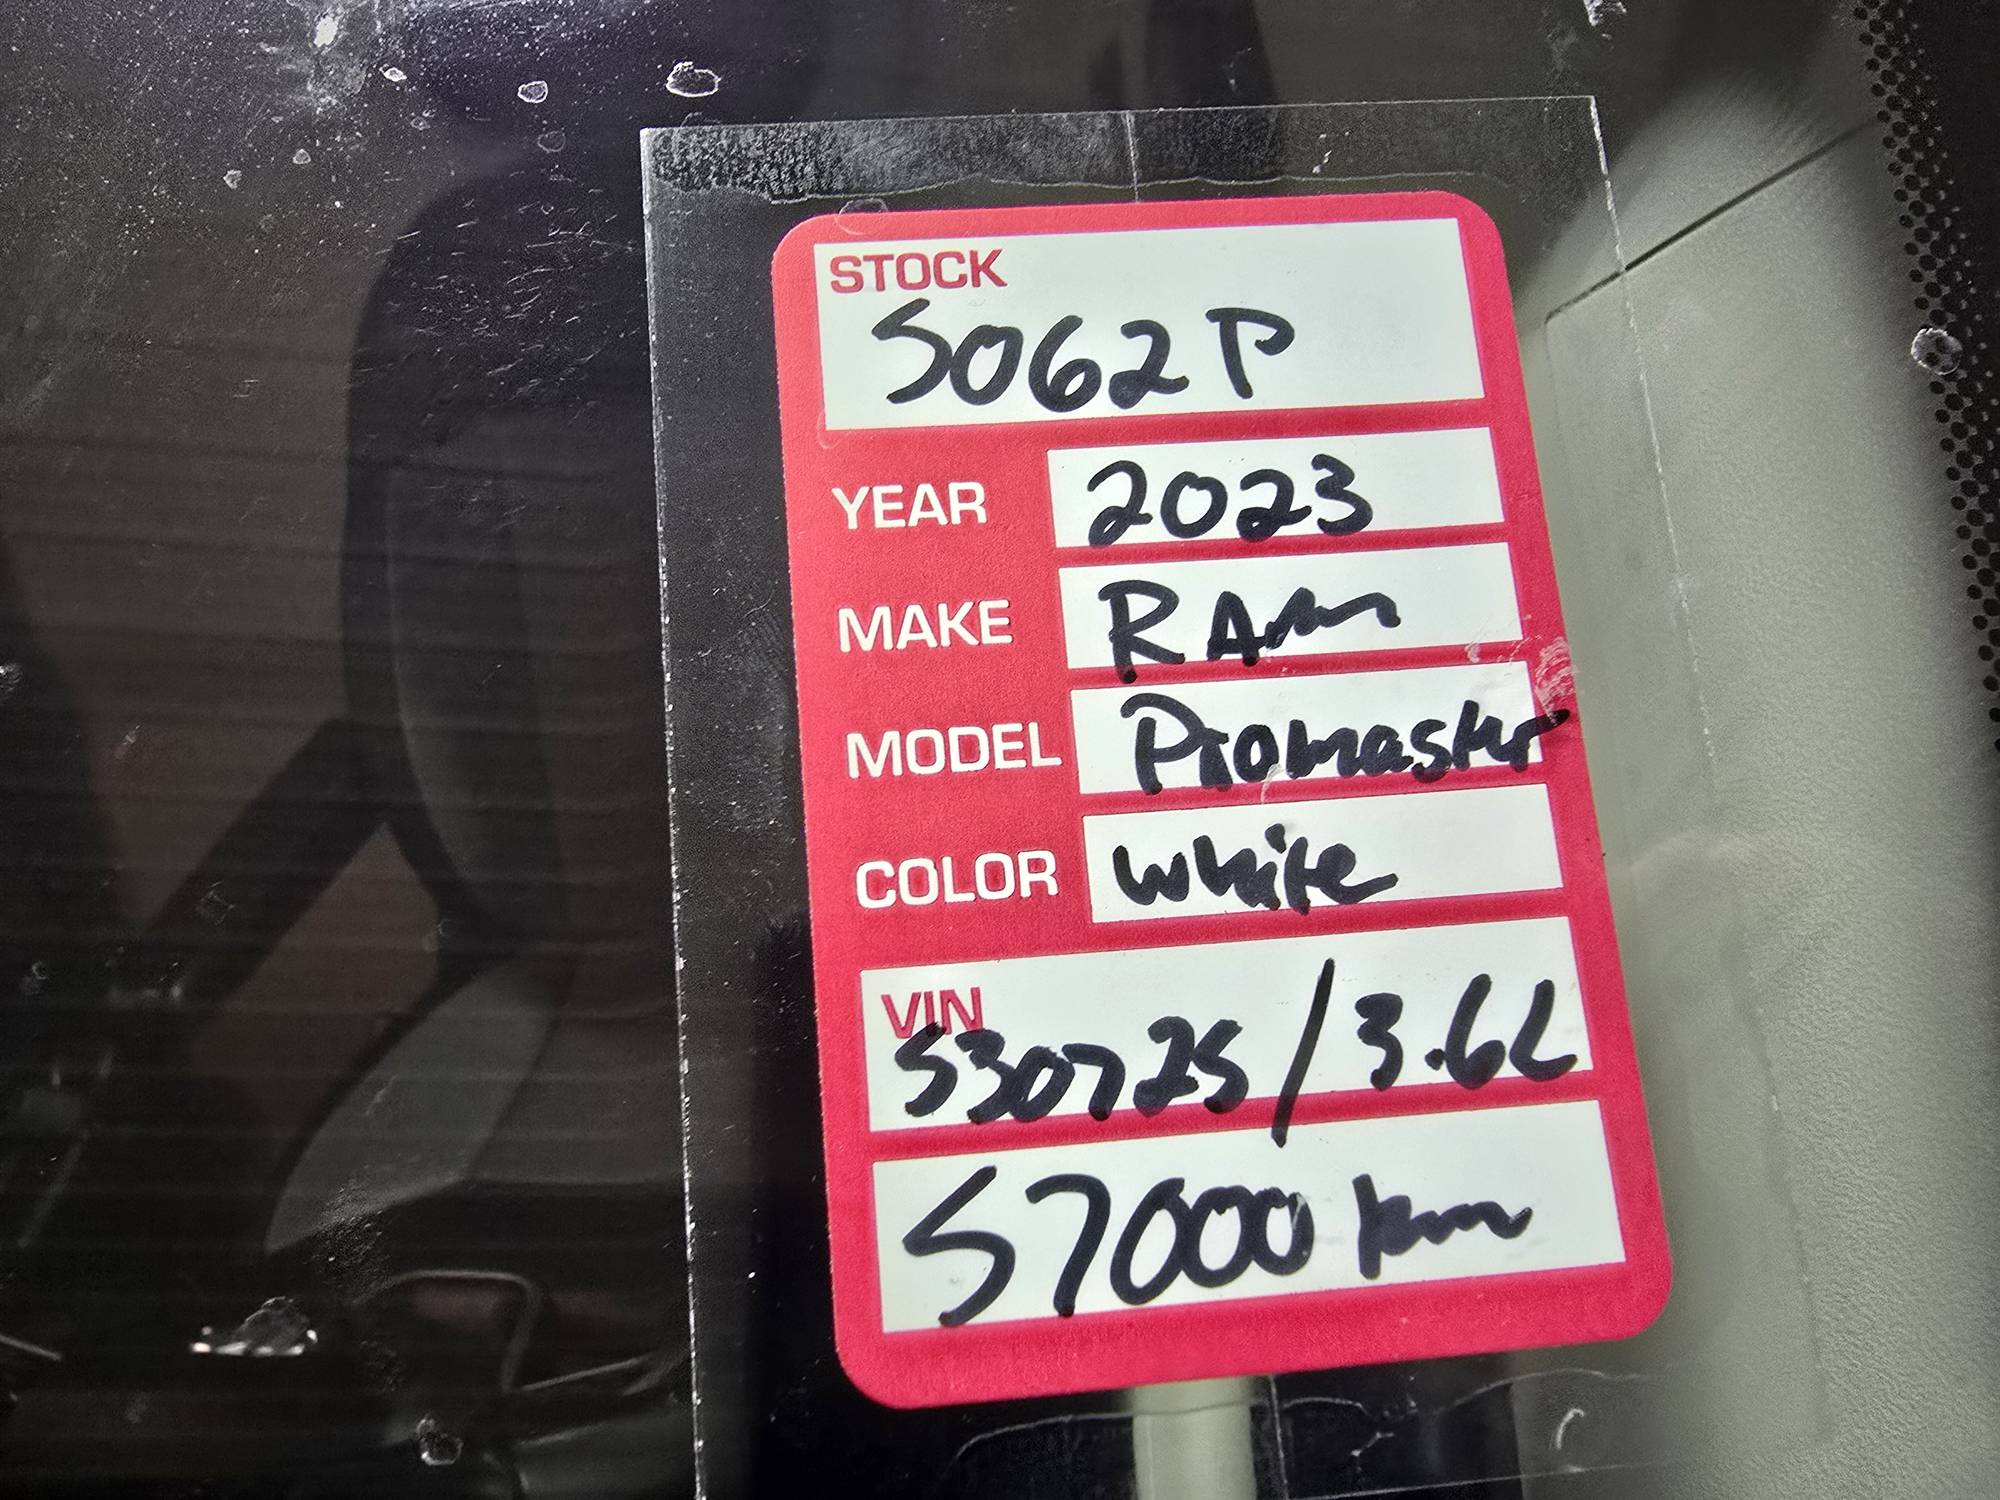 STOCK
5062P
YEAR 2023
MAKE RAM
MODEL Promaster
COLOR white
VIN
530725/3.6L
57000 km